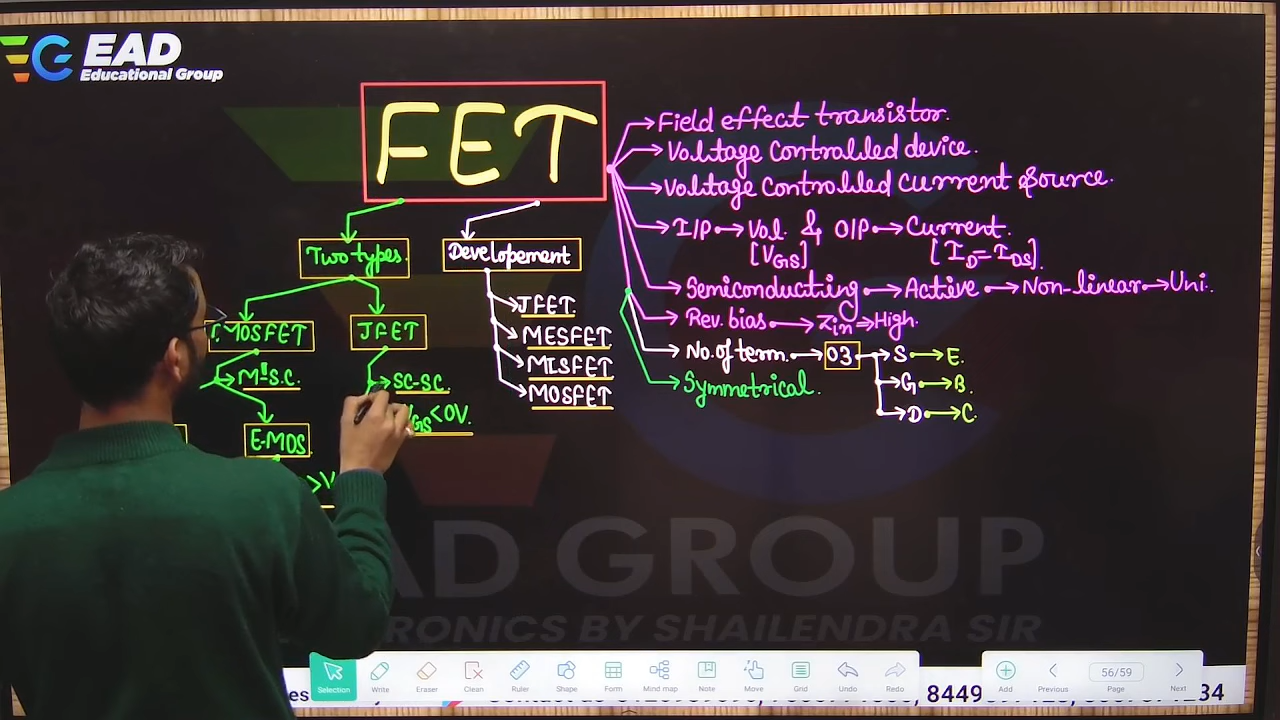 EAD
Educational Group
FET
Field effect transistor.
Voltage Controlled device.
Voltage Controlled current Source.
I/P → Vol. & O/P → Current.
[VGS] [ID = IDS].
Semiconducting → Active → Non-linear → Uni.
Rev. bias → Zin ⇒ High.
No. of term. → 03 → S → E.
G → B.
D → C.
Symmetrical.
Two types.
MOSFET
JFET
M-I-S.C.
SC-SC.
GS<0V.
E-MOS.
>V
Developement
JFET.
MESFET
MISFET
MOSFET
AD GROUP
RONICS BY SHAILENDRA SIR
Selection Write Eraser Clean Ruler Shape Form Mind map Note Move Grid Undo Redo
Add Previous 56/59 Page Next
8449
34